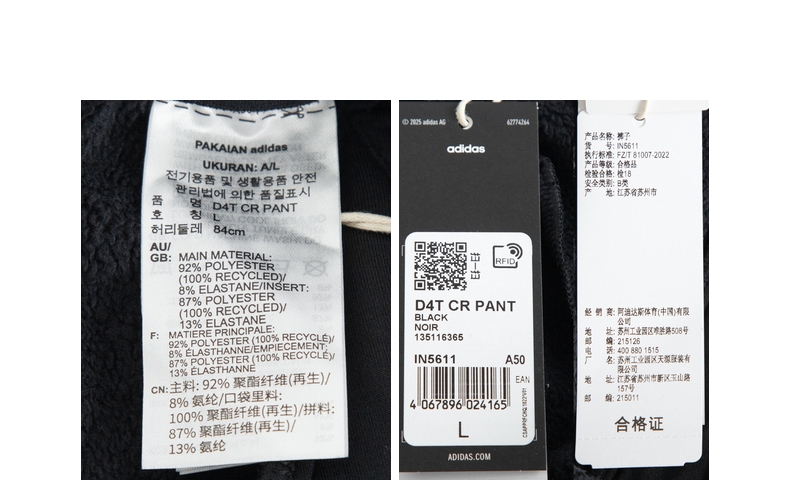 PAKAIAN adidas
UKURAN: A/L
전기용품 및 생활용품 안전
관리법에 의한 품질표시
품 명 D4T CR PANT
호 칭 L
허리둘레 84cm
AU/
GB: MAIN MATERIAL:
92% POLYESTER
(100% RECYCLED)/
8% ELASTANE/INSERT:
87% POLYESTER
(100% RECYCLED)/
13% ELASTANE
F: MATIERE PRINCIPALE:
92% POLYESTER (100% RECYCLÉ)/
8% ÉLASTHANNE/EMPIECEMENT:
87% POLYESTER (100% RECYCLÉ)/
13% ÉLASTHANNE
CN: 主料: 92% 聚酯纤维(再生)/
8% 氨纶/口袋里料:
100% 聚酯纤维(再生)/拼料:
87% 聚酯纤维(再生)/
13% 氨纶
© 2025 adidas AG 62774264
adidas
E4-E4
RFID
D4T CR PANT
BLACK
NOIR
135116365
IN5611 A50
EAN
4 067896 024165
L
ADIDAS.COM
产品名称: 裤子
货 号: IN5611
执行标准: FZ/T 81007-2022
产品等级: 合格品
检验合格: 检18
安全类别: B类
产 地: 江苏省苏州市
经 销 商: 阿迪达斯体育(中国)有限
公司
地 址: 苏州工业园区唯胜路508号
邮 编: 215126
电 话: 400 880 1515
厂 名: 苏州工业园区天源服装有
限公司
地 址: 江苏省苏州市新区玉山路
157号
邮 编: 215011
合格证